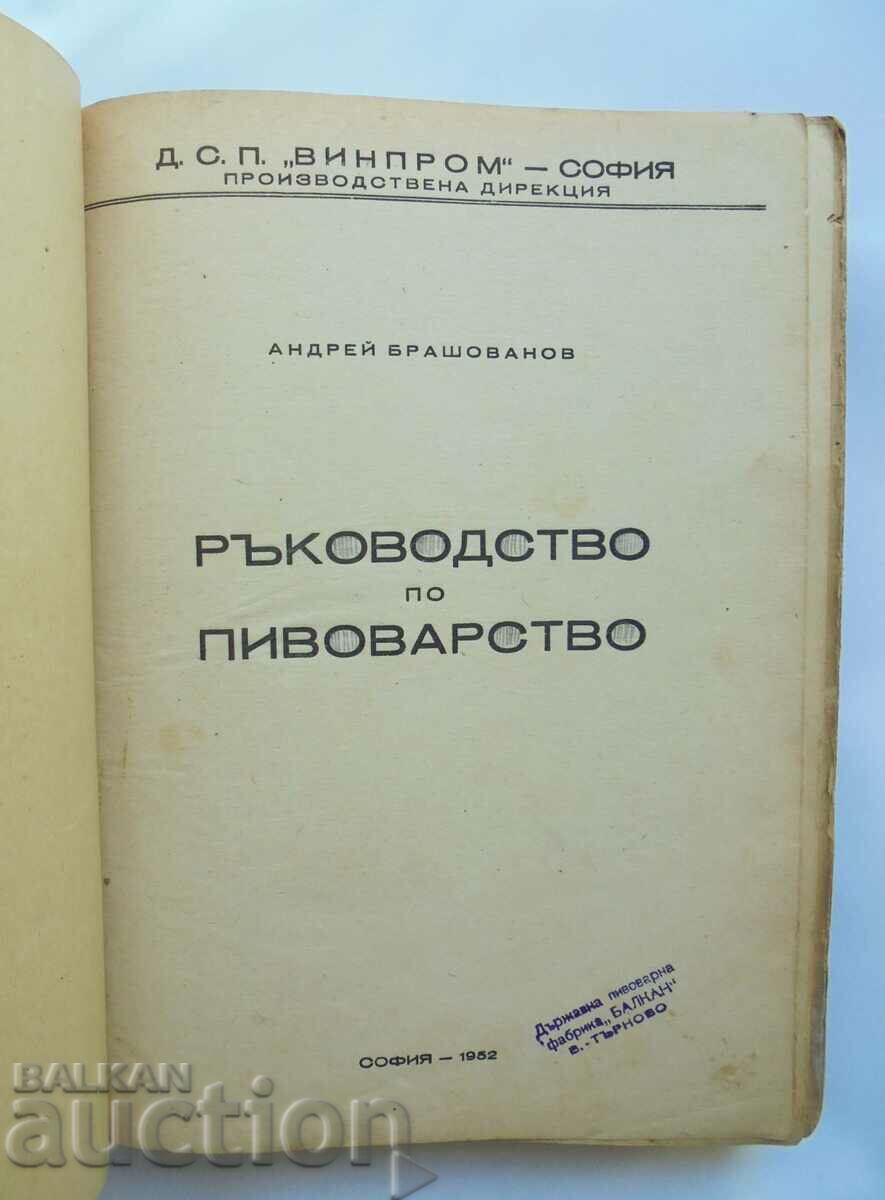 Д. С. П. „ВИНПРОМ“ — СОФИЯ
ПРОИЗВОДСТВЕНА ДИРЕКЦИЯ
АНДРЕЙ БРАШОВАНОВ
РЪКОВОДСТВО
ПО
ПИВОВАРСТВО
Държавна пивоварна
фабрика „БАЛКАН“
В.-ТЪРНОВО
СОФИЯ — 1952
BALKAN
auction